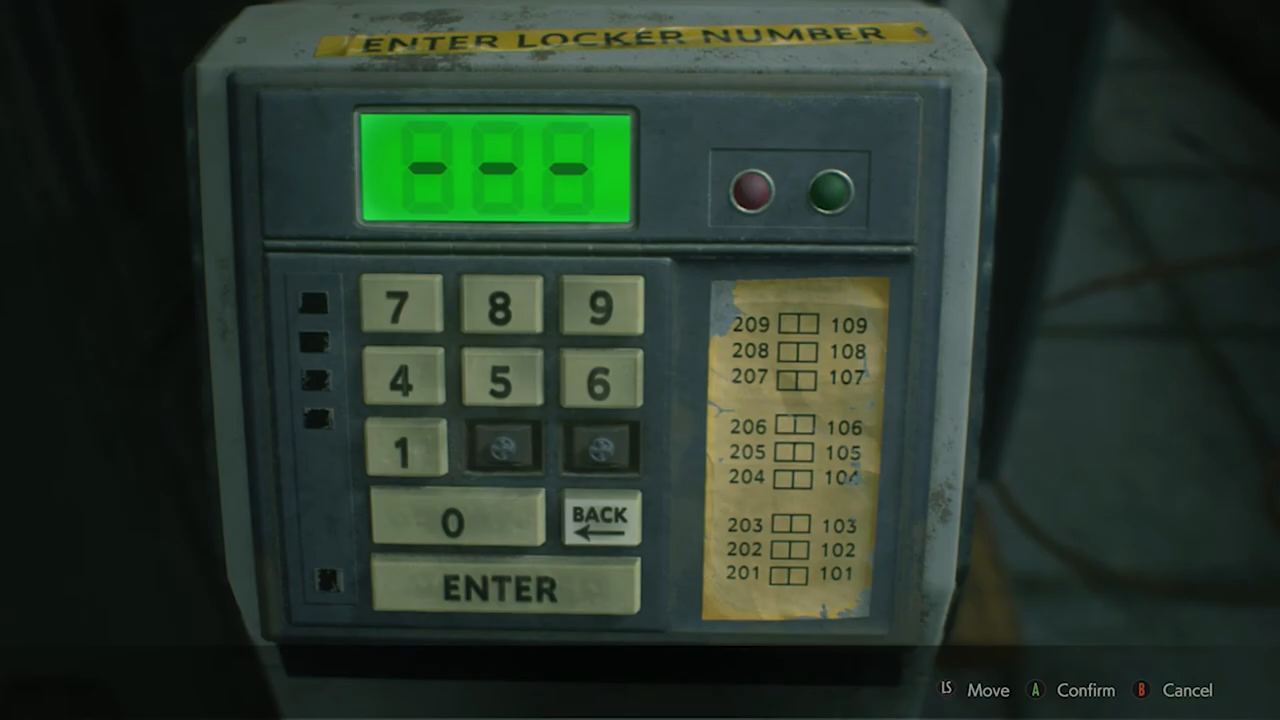 ENTER LOCKER NUMBER
- - -
7 8 9
4 5 6
1
0 BACK
ENTER
209 109
208 108
207 107
206 106
205 105
204 104
203 103
202 102
201 101
LS Move A Confirm B Cancel